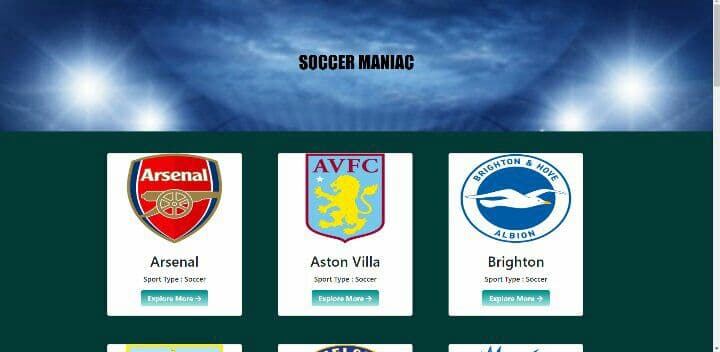 SOCCER MANIAC
Arsenal
AVFC
BRIGHTON & HOVE
ALBION
Arsenal
Aston Villa
Brighton
Sport Type : Soccer
Sport Type : Soccer
Sport Type : Soccer
Explore More →
Explore More →
Explore More →